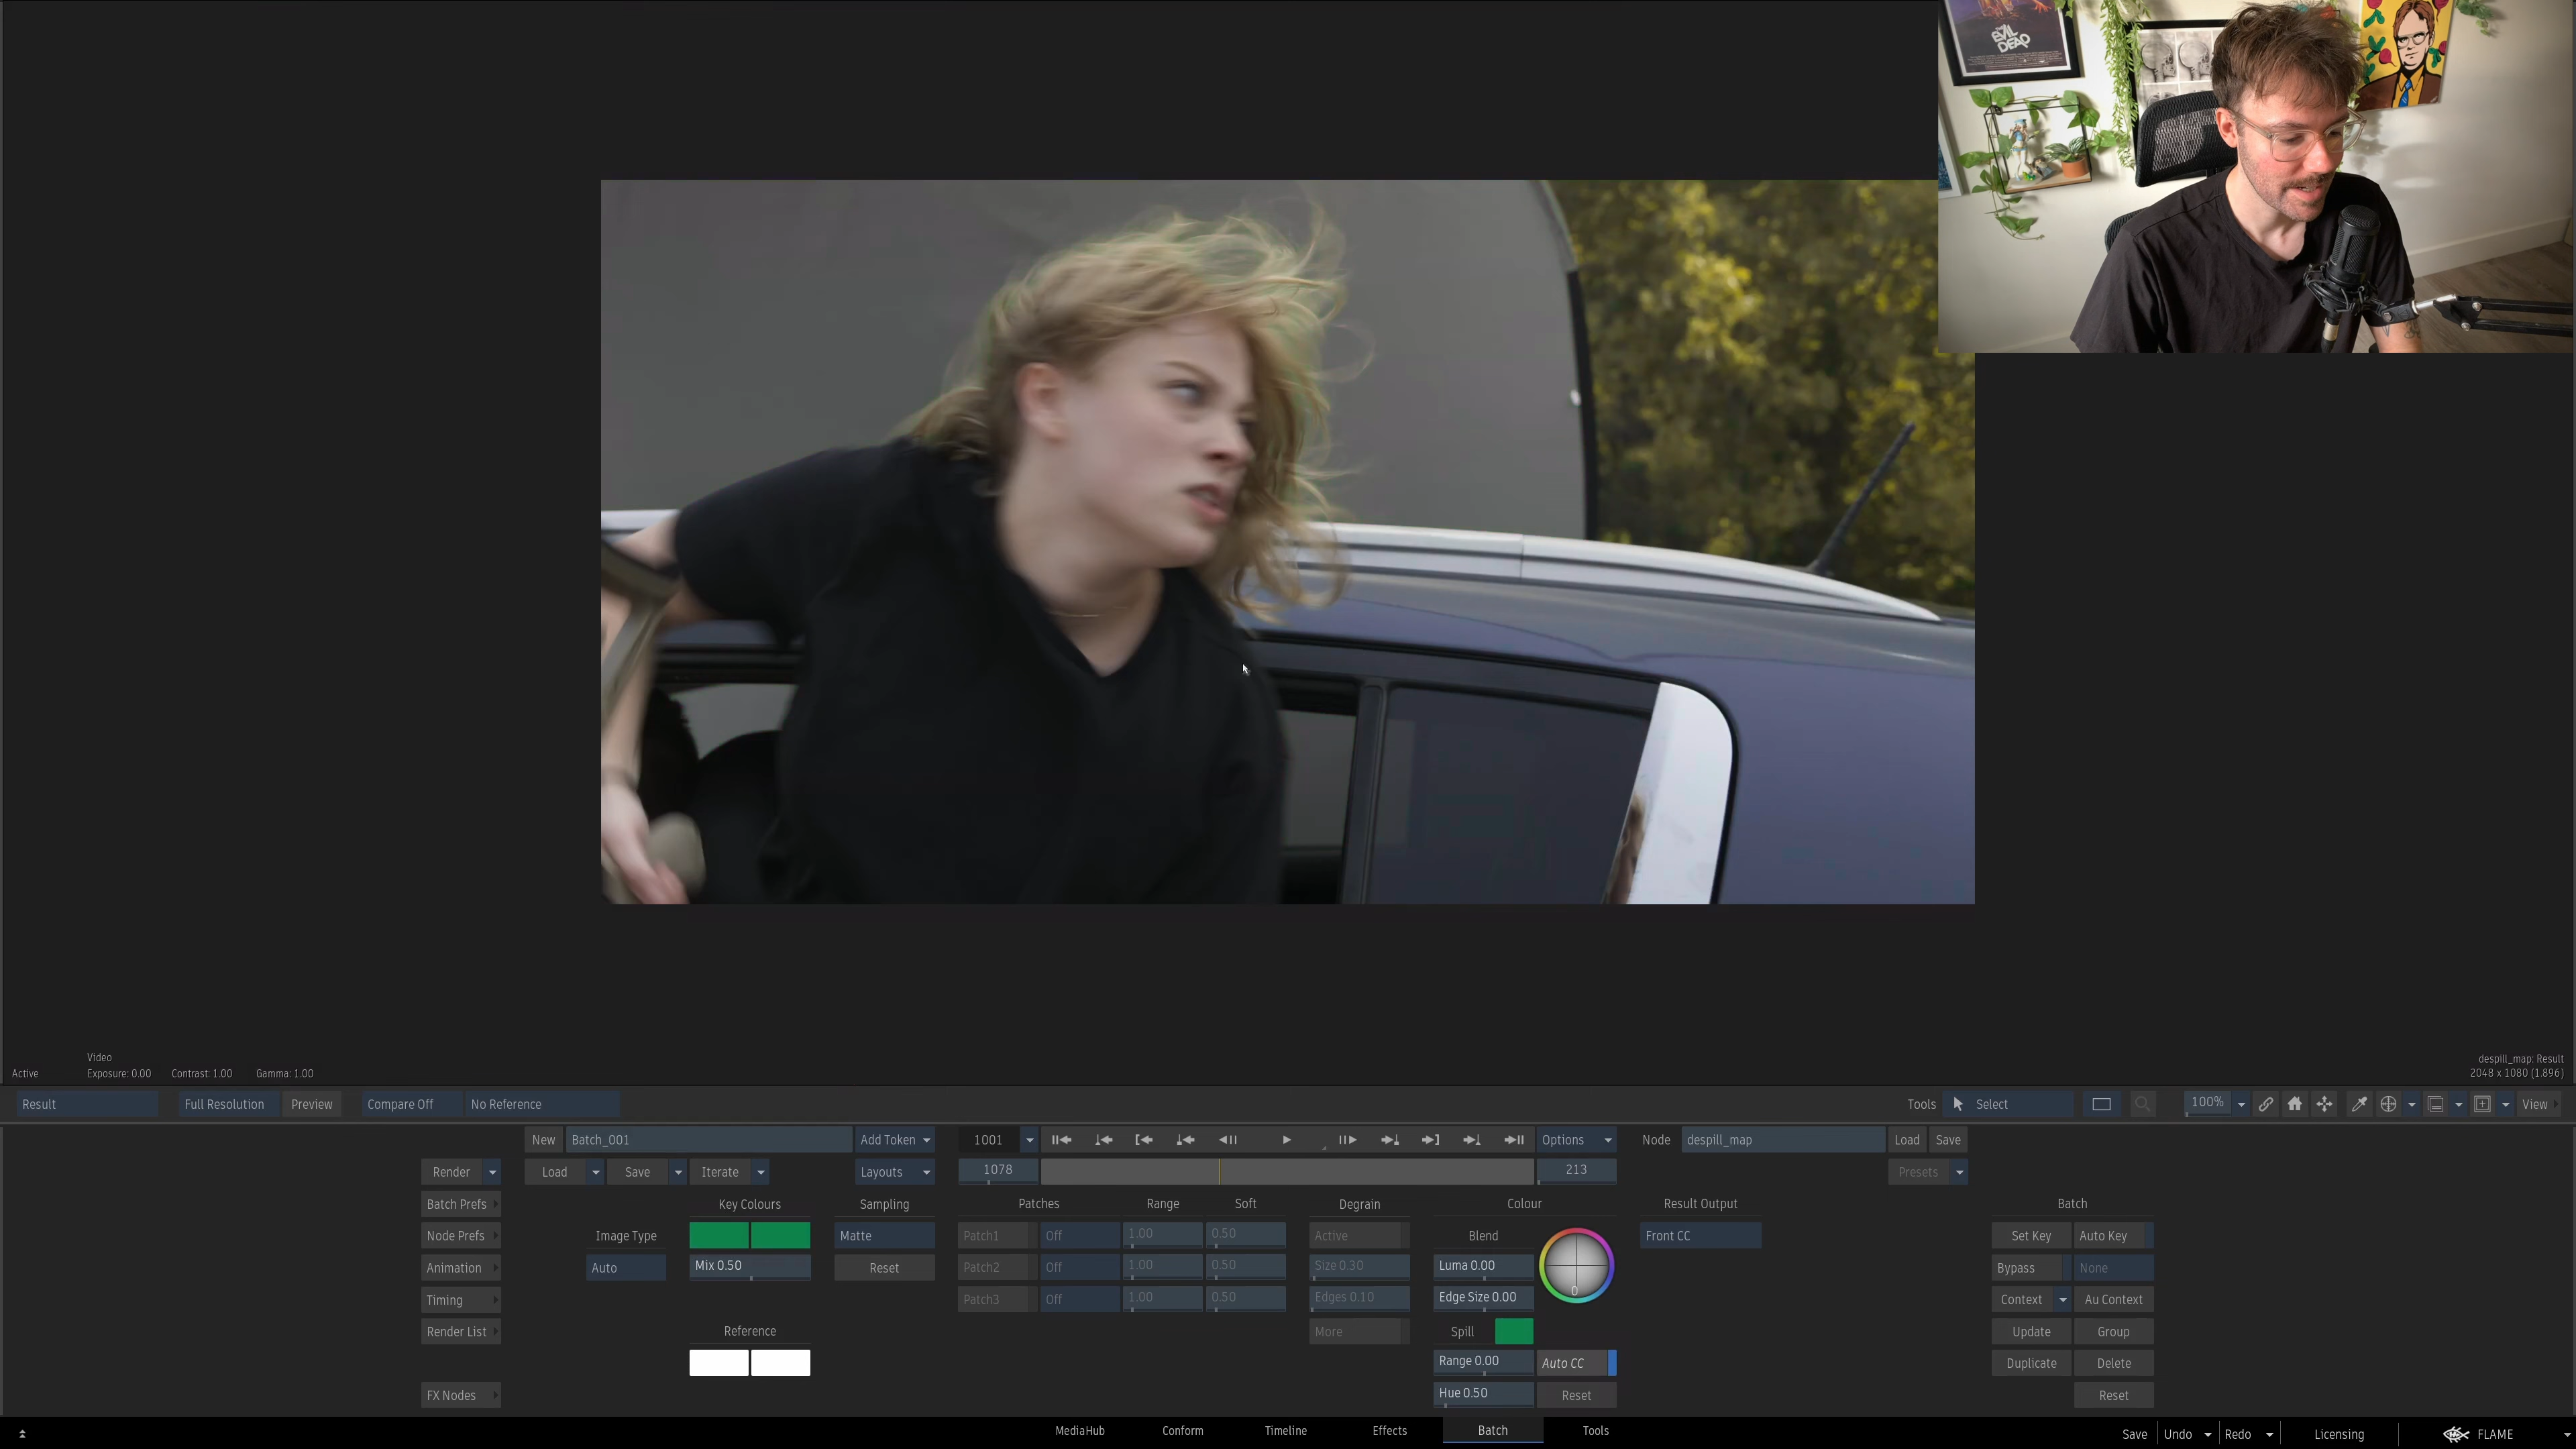 EVIL
DEAD
Video
Active
Exposure: 0.00
Contrast: 1.00
Gamma: 1.00
despill_map: Result
2048 x 1080 (1.896)
Result
Full Resolution
Preview
Compare Off
No Reference
Tools
Select
100%
View
New
Batch_001
Add Token
1001
Options
Node
despill_map
Load
Save
Render
Load
Save
Iterate
Layouts
1078
213
Presets
Batch Prefs
Key Colours
Sampling
Patches
Range
Soft
Degrain
Colour
Result Output
Batch
Node Prefs
Image Type
Matte
Patch1
Off
1.00
0.50
Active
Blend
Front CC
Set Key
Auto Key
Animation
Auto
Mix 0.50
Reset
Patch2
Off
1.00
0.50
Size 0.30
Luma 0.00
Bypass
None
Timing
Patch3
Off
1.00
0.50
Edges 0.10
Edge Size 0.00
0
Context
Au Context
Render List
Reference
More
Spill
Update
Group
Range 0.00
Auto CC
Duplicate
Delete
FX Nodes
Hue 0.50
Reset
Reset
MediaHub
Conform
Timeline
Effects
Batch
Tools
Save
Undo
Redo
Licensing
FLAME